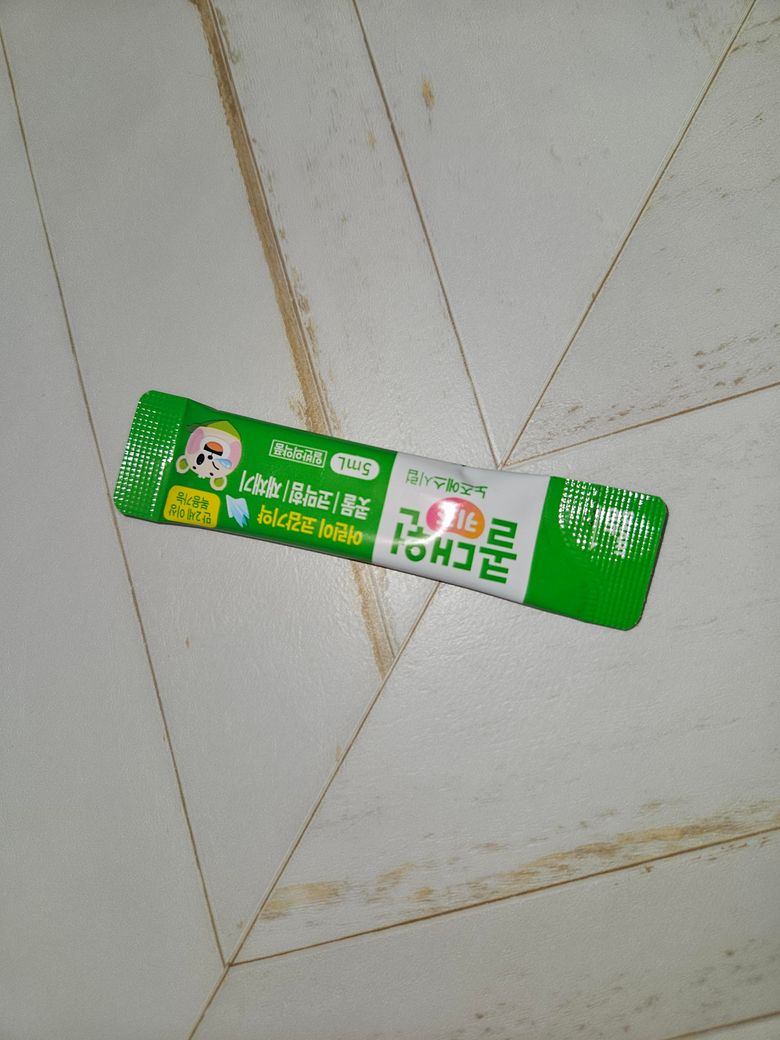 콜대원
키즈
노즈에스시럽
어린이 코감기약
콧물 | 코막힘 | 재채기
5mL
일반의약품
만 2세 이상
복용가능